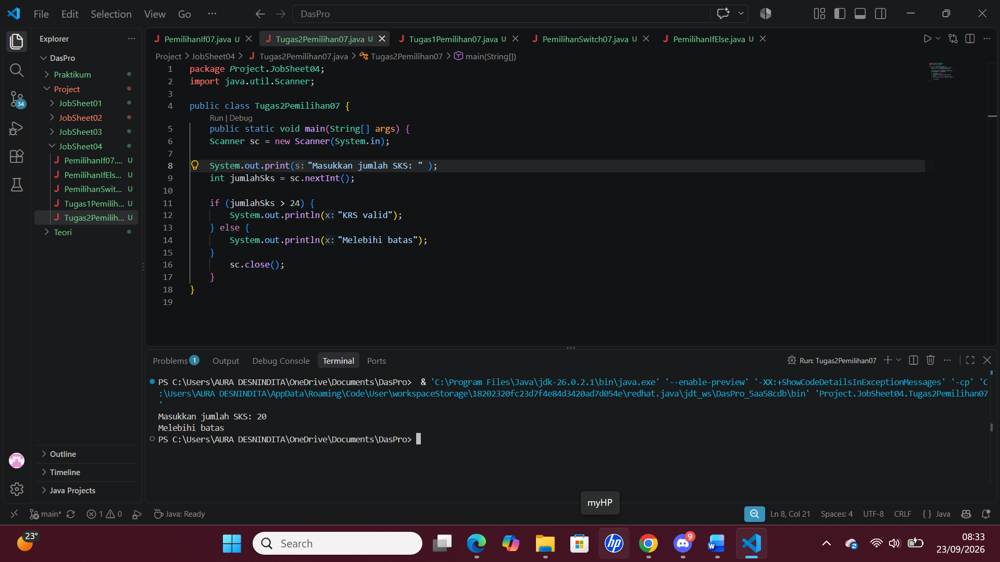 File Edit Selection View Go ···
DasPro
Explorer
DasPro
Praktikum
Project
JobSheet01
JobSheet02
JobSheet03
JobSheet04
PemilihanIf07.... U
PemilihanIfEls... U
PemilihanSwit... U
Tugas1Pemilih... U
Tugas2Pemilih... U
Teori
Outline
Timeline
Java Projects
34
PemilihanIf07.java U
Tugas2Pemilihan07.java U
Tugas1Pemilihan07.java U
PemilihanSwitch07.java U
PemilihanIfElse.java U
Project > JobSheet04 > Tugas2Pemilihan07.java > Tugas2Pemilihan07 > main(String[])
1 package Project.JobSheet04;
2 import java.util.Scanner;
3
4 public class Tugas2Pemilihan07 {
Run | Debug
5 public static void main(String[] args) {
6 Scanner sc = new Scanner(System.in);
7
8 System.out.print(s: "Masukkan jumlah SKS: " );
9 int jumlahSks = sc.nextInt();
10
11 if (jumlahSks > 24) {
12 System.out.println(x: "KRS valid");
13 } else {
14 System.out.println(x: "Melebihi batas");
15 }
16 sc.close();
17 }
18 }
19
Problems 1 Output Debug Console Terminal Ports
Run: Tugas2Pemilihan07
PS C:\Users\AURA DESNINDITA\OneDrive\Documents\DasPro>  & 'C:\Program Files\Java\jdk-26.0.2.1\bin\java.exe' '--enable-preview' '-XX:+ShowCodeDetailsInExceptionMessages' '-cp' 'C
:\Users\AURA DESNINDITA\AppData\Roaming\Code\User\workspaceStorage\18202320fc23d7f4e84d3420ad7d054e\redhat.java\jdt_ws\DasPro_5aa58cdb\bin' 'Project.JobSheet04.Tugas2Pemilihan07
'
Masukkan jumlah SKS: 20
Melebihi batas
PS C:\Users\AURA DESNINDITA\OneDrive\Documents\DasPro>
myHP
main* 1 0 Java: Ready
Ln 8, Col 21 Spaces: 4 UTF-8 CRLF { } Java
23°
Search
hp
9
W
08:33
23/09/2026